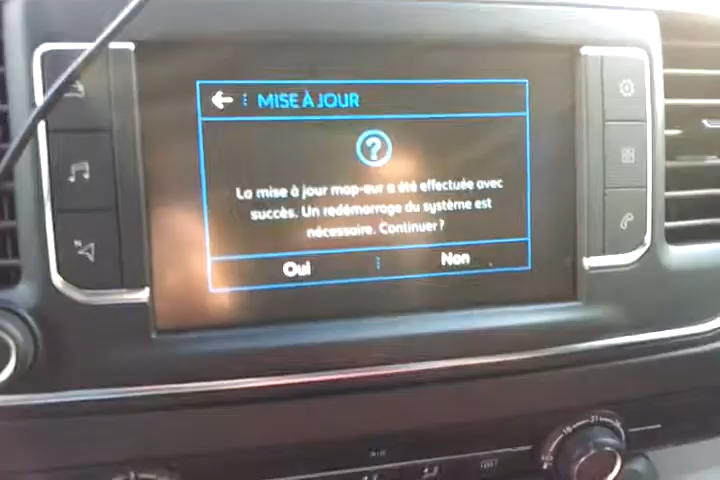 MISE À JOUR
La mise à jour map-eur a été effectuée avec
succès. Un redémarrage du système est
nécessaire. Continuer ?
Oui
Non